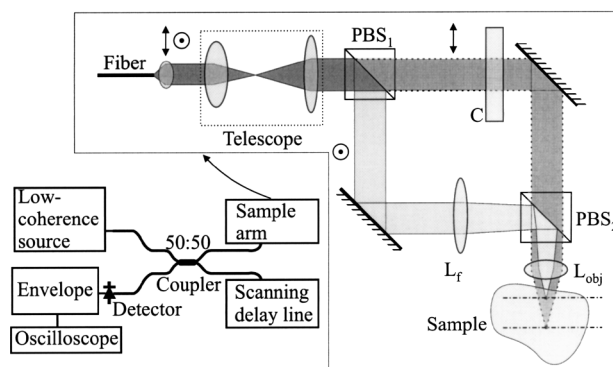 PBS1
Fiber
Telescope
C
Low-
coherence
source
50:50
Sample
arm
Coupler
Envelope
Detector
Scanning
delay line
Oscilloscope
Lf
PBS
Lobj
Sample